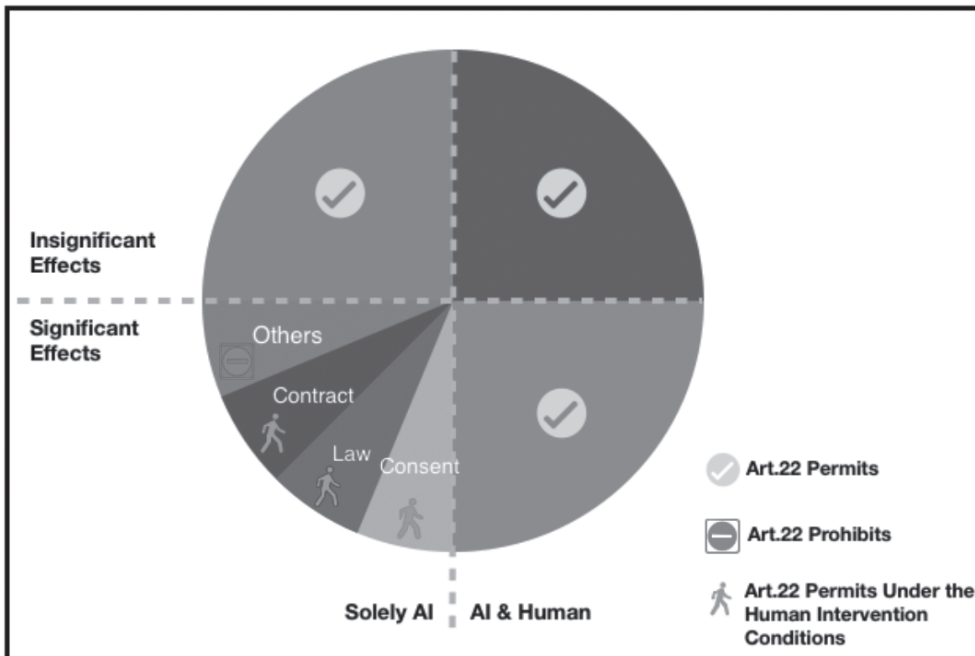 Insignificant
Effects
Significant
Effects
Others
Contract
Law
Consent
Solely AI
AI & Human
Art.22 Permits
Art.22 Prohibits
Art.22 Permits Under the
Human Intervention
Conditions